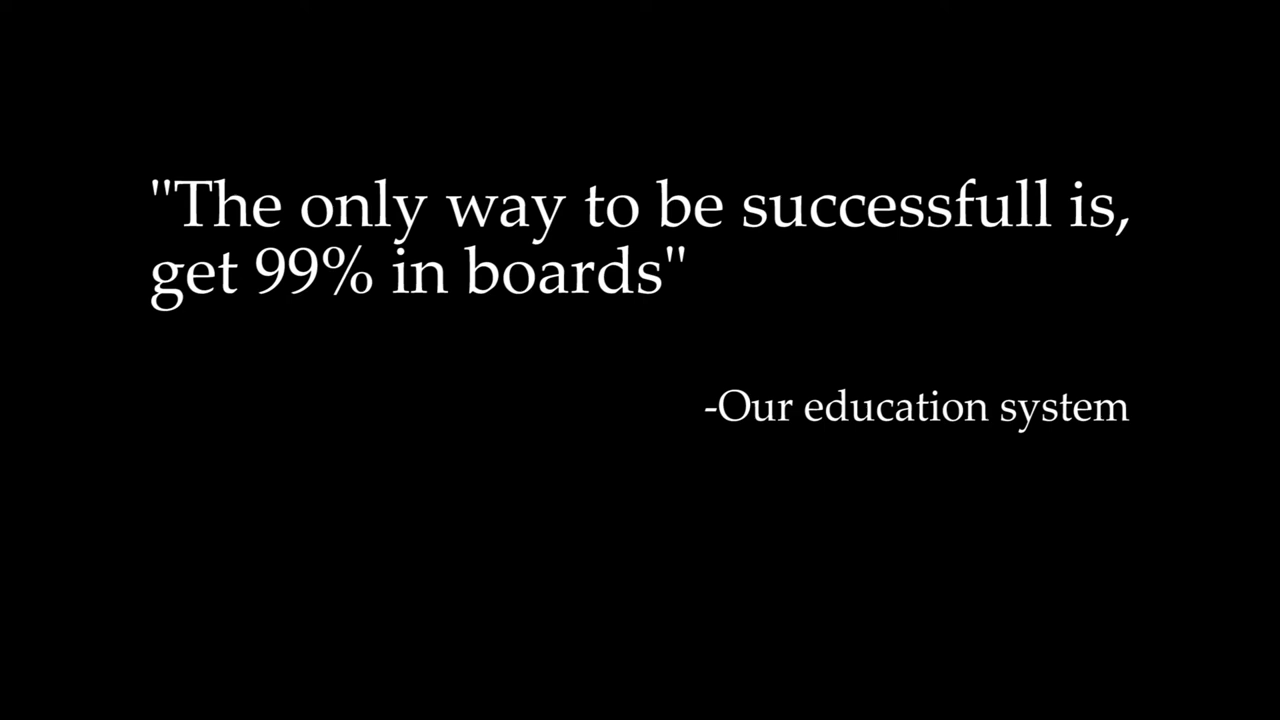 "The only way to be successfull is,
get 99% in boards"
-Our education system